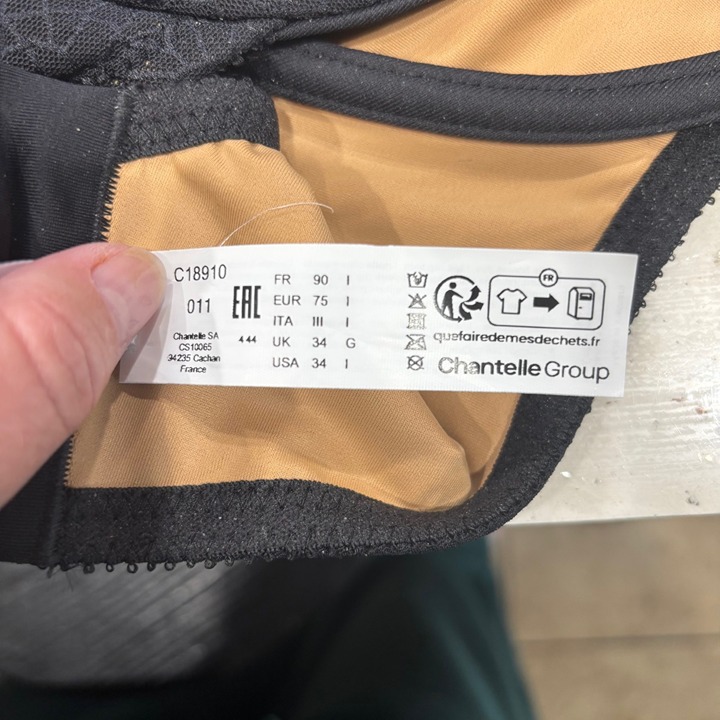 C18910
011
Chantelle SA
CS10065
94235 Cachan
France
EAC
444
FR 90 I
EUR 75 I
ITA III I
UK 34 G
USA 34 I
FR
quefairedemesdechets.fr
Chantelle Group